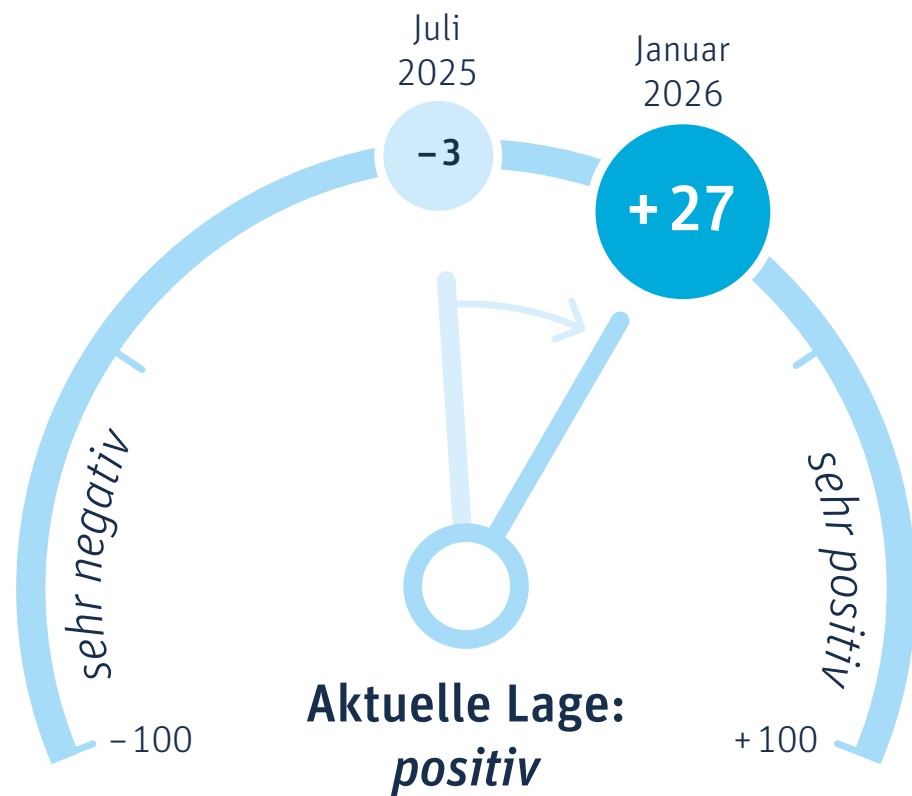 Juli
2025
Januar
2026
– 3
+ 27
sehr negativ
sehr positiv
– 100
+ 100
Aktuelle Lage:
positiv